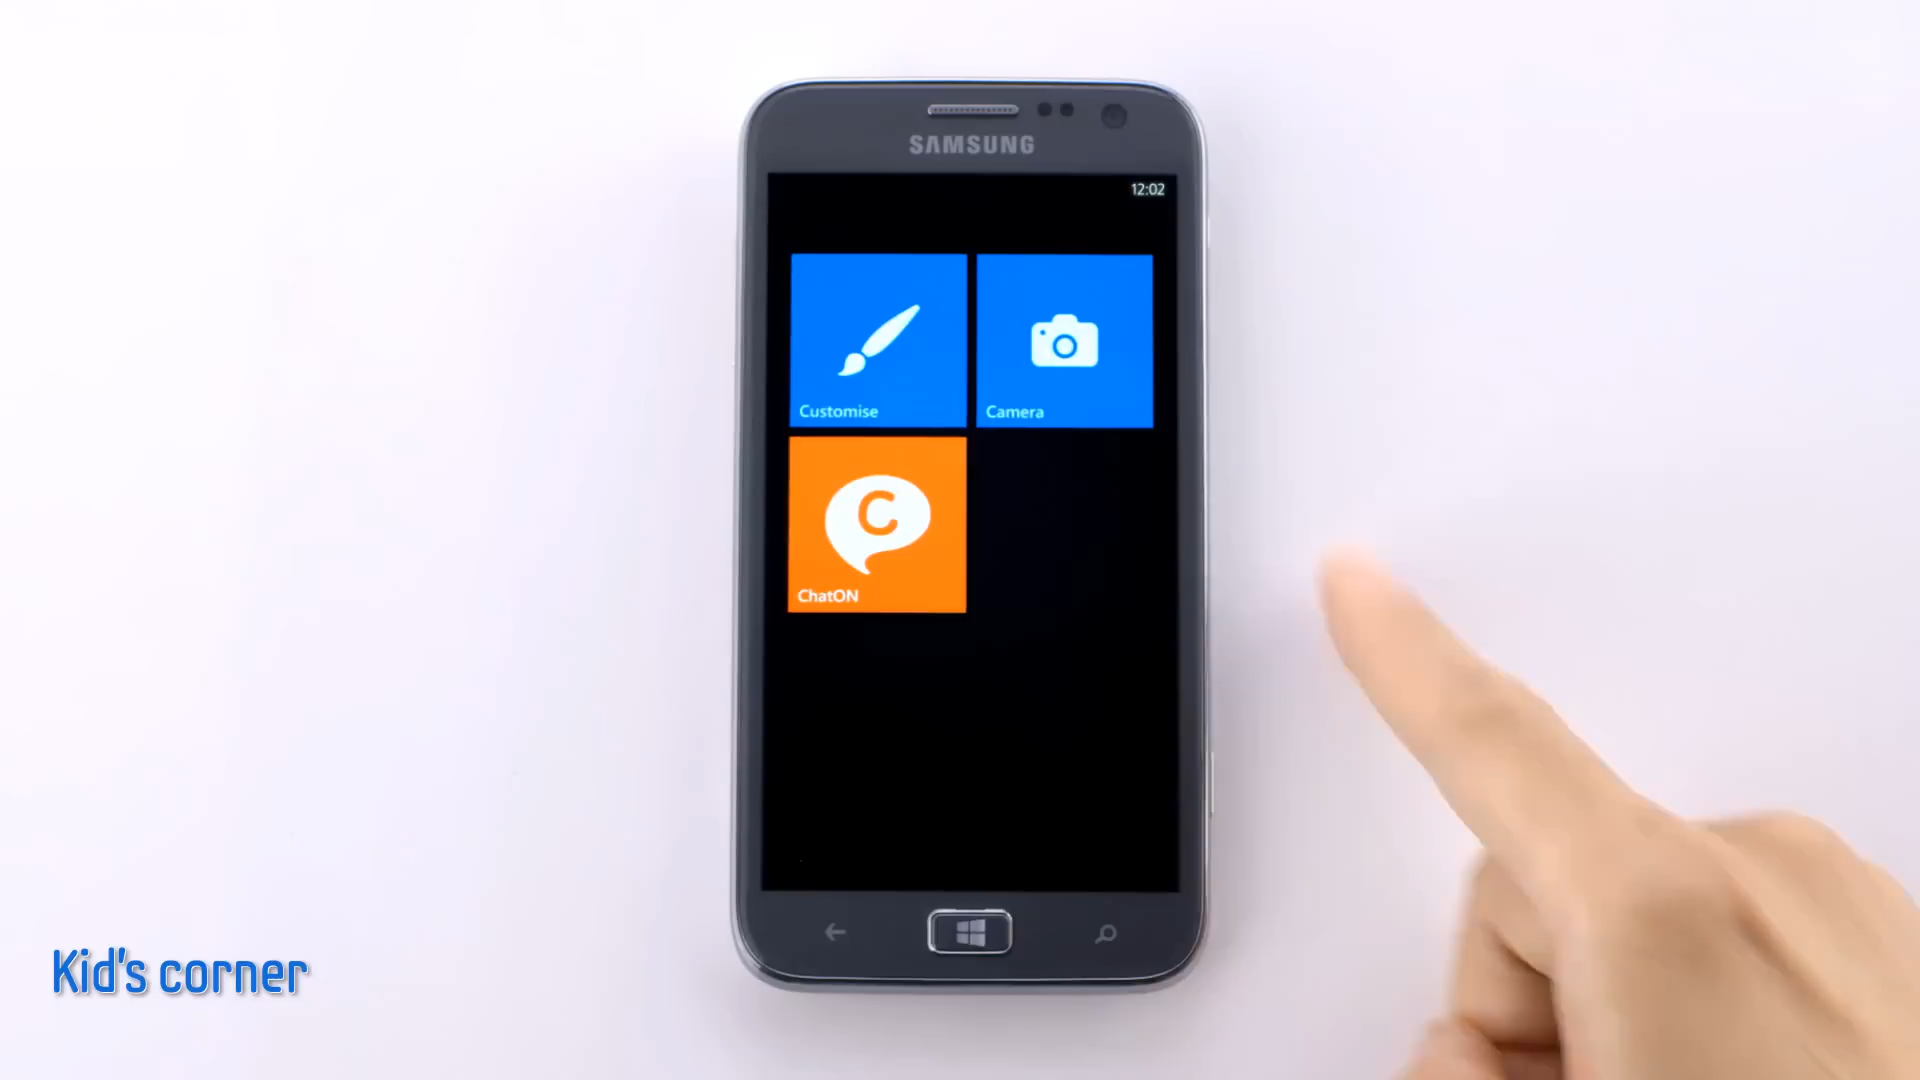 SAMSUNG
12:02
Customise
Camera
C
ChatON
Kid's corner